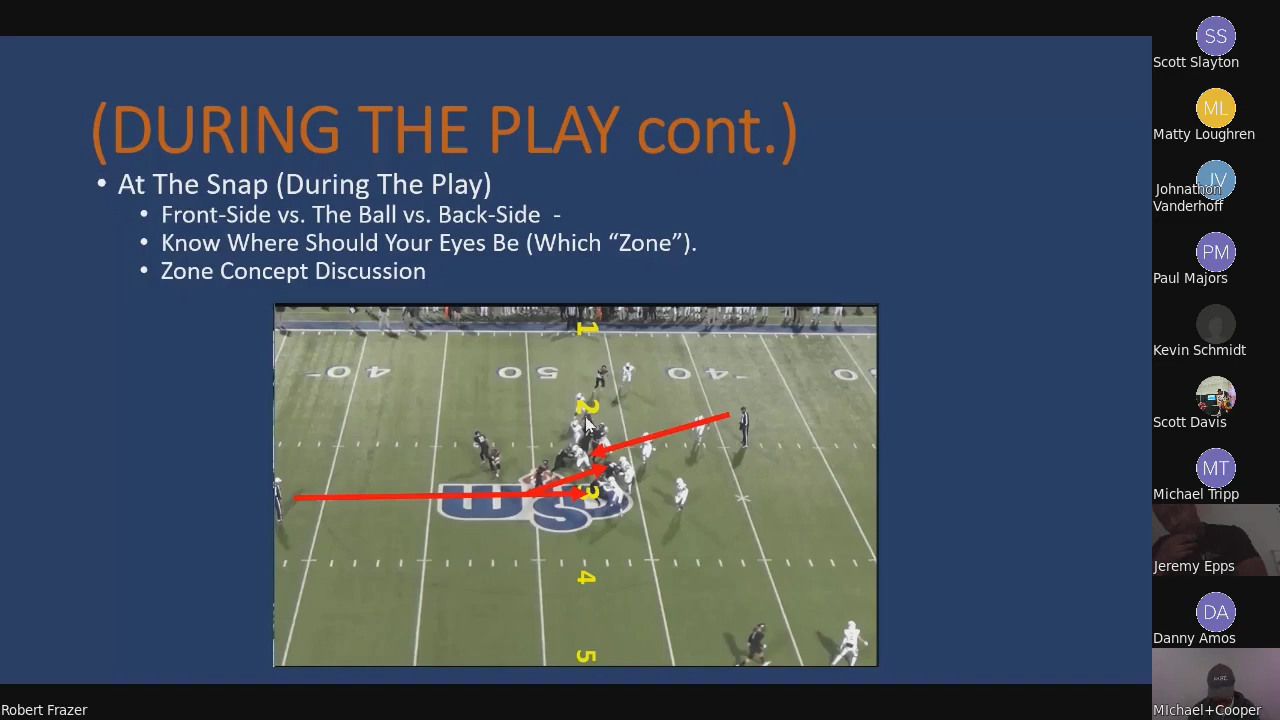 (DURING THE PLAY cont.)
• At The Snap (During The Play)
• Front-Side vs. The Ball vs. Back-Side -
• Know Where Should Your Eyes Be (Which “Zone”).
• Zone Concept Discussion
1
40
50
40
2
3
4
5
SS
Scott Slayton
ML
Matty Loughren
JV
Johnathon
Vanderhoff
PM
Paul Majors
Kevin Schmidt
Scott Davis
MT
Michael Tripp
Jeremy Epps
DA
Danny Amos
MIchael+Cooper
Robert Frazer